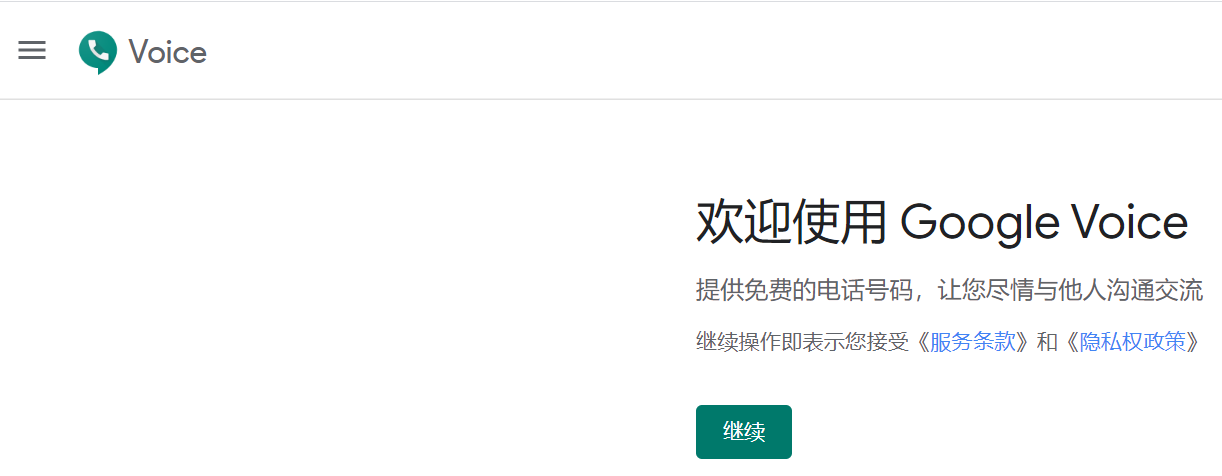 Voice
欢迎使用 Google Voice
提供免费的电话号码，让您尽情与他人沟通交流
继续操作即表示您接受《服务条款》和《隐私权政策》
继续